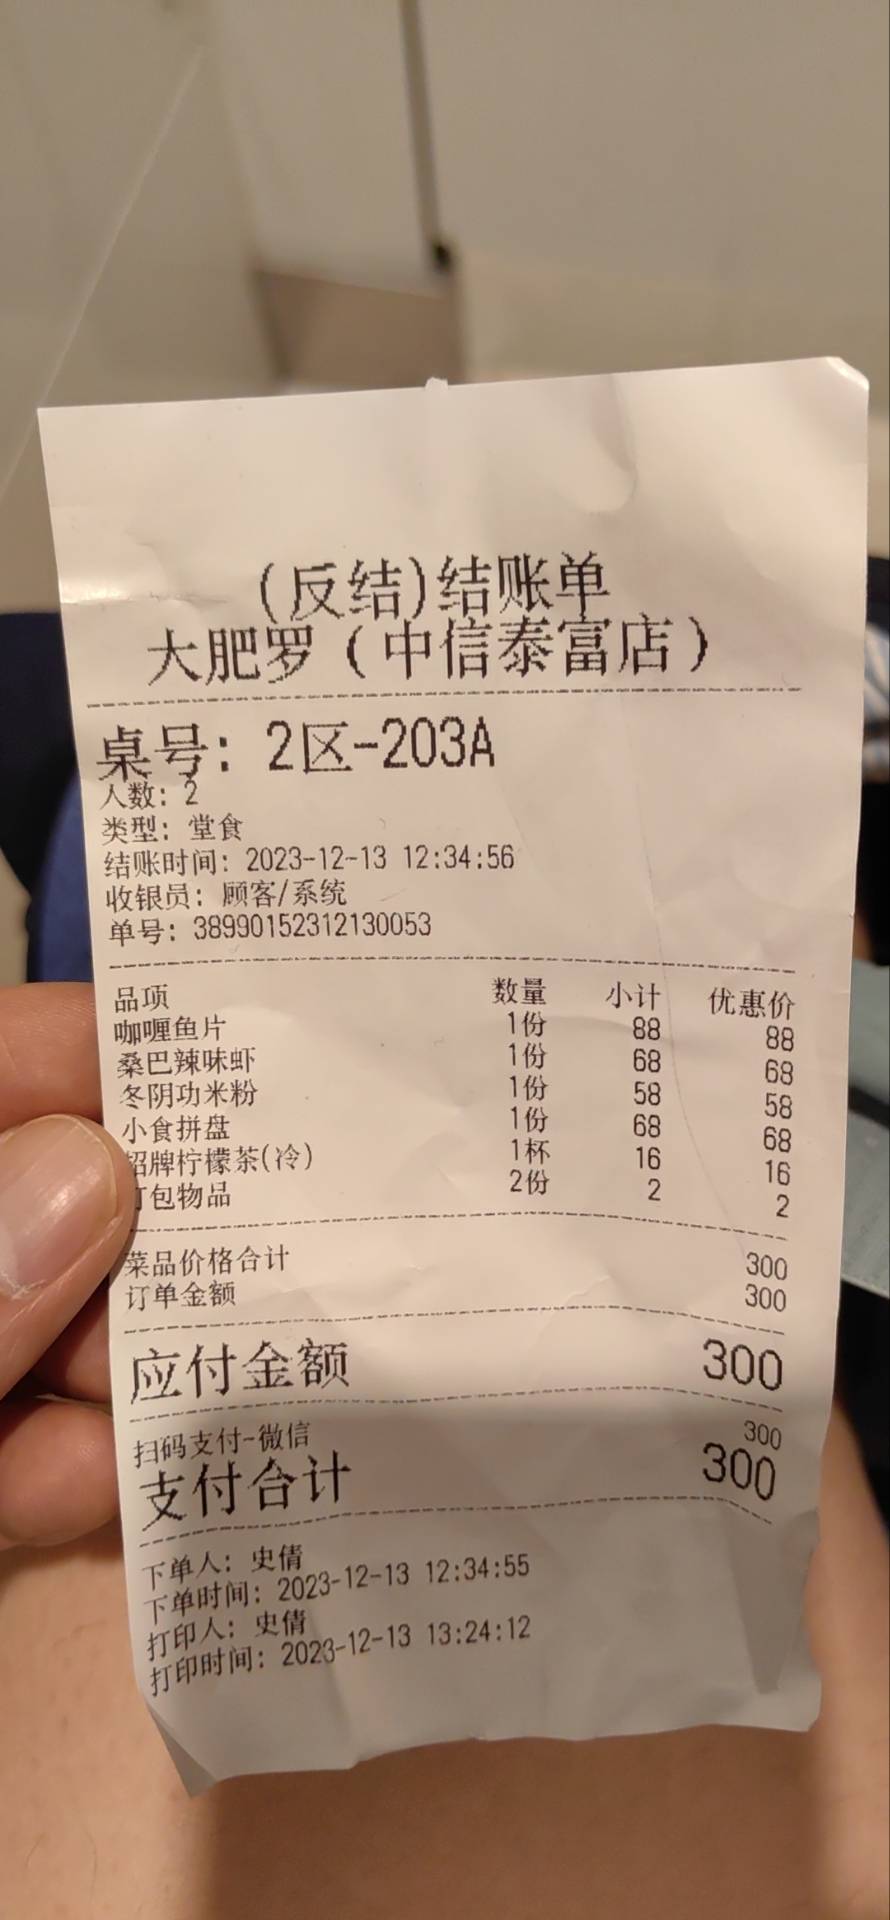 (反结)结账单
大肥罗(中信泰富店)
桌号: 2区-203A
人数: 2
类型: 堂食
结账时间: 2023-12-13 12:34:56
收银员: 顾客/系统
单号: 38990152312130053
品项 数量 小计 优惠价
咖喱鱼片 1份 88 88
桑巴辣味虾 1份 68 68
冬阴功米粉 1份 58 58
小食拼盘 1份 68 68
招牌柠檬茶(冷) 1杯 16 16
打包物品 2份 2 2
菜品价格合计 300
订单金额 300
应付金额 300
扫码支付-微信 300
支付合计 300
下单人: 史倩
下单时间: 2023-12-13 12:34:55
打印人: 史倩
打印时间: 2023-12-13 13:24:12